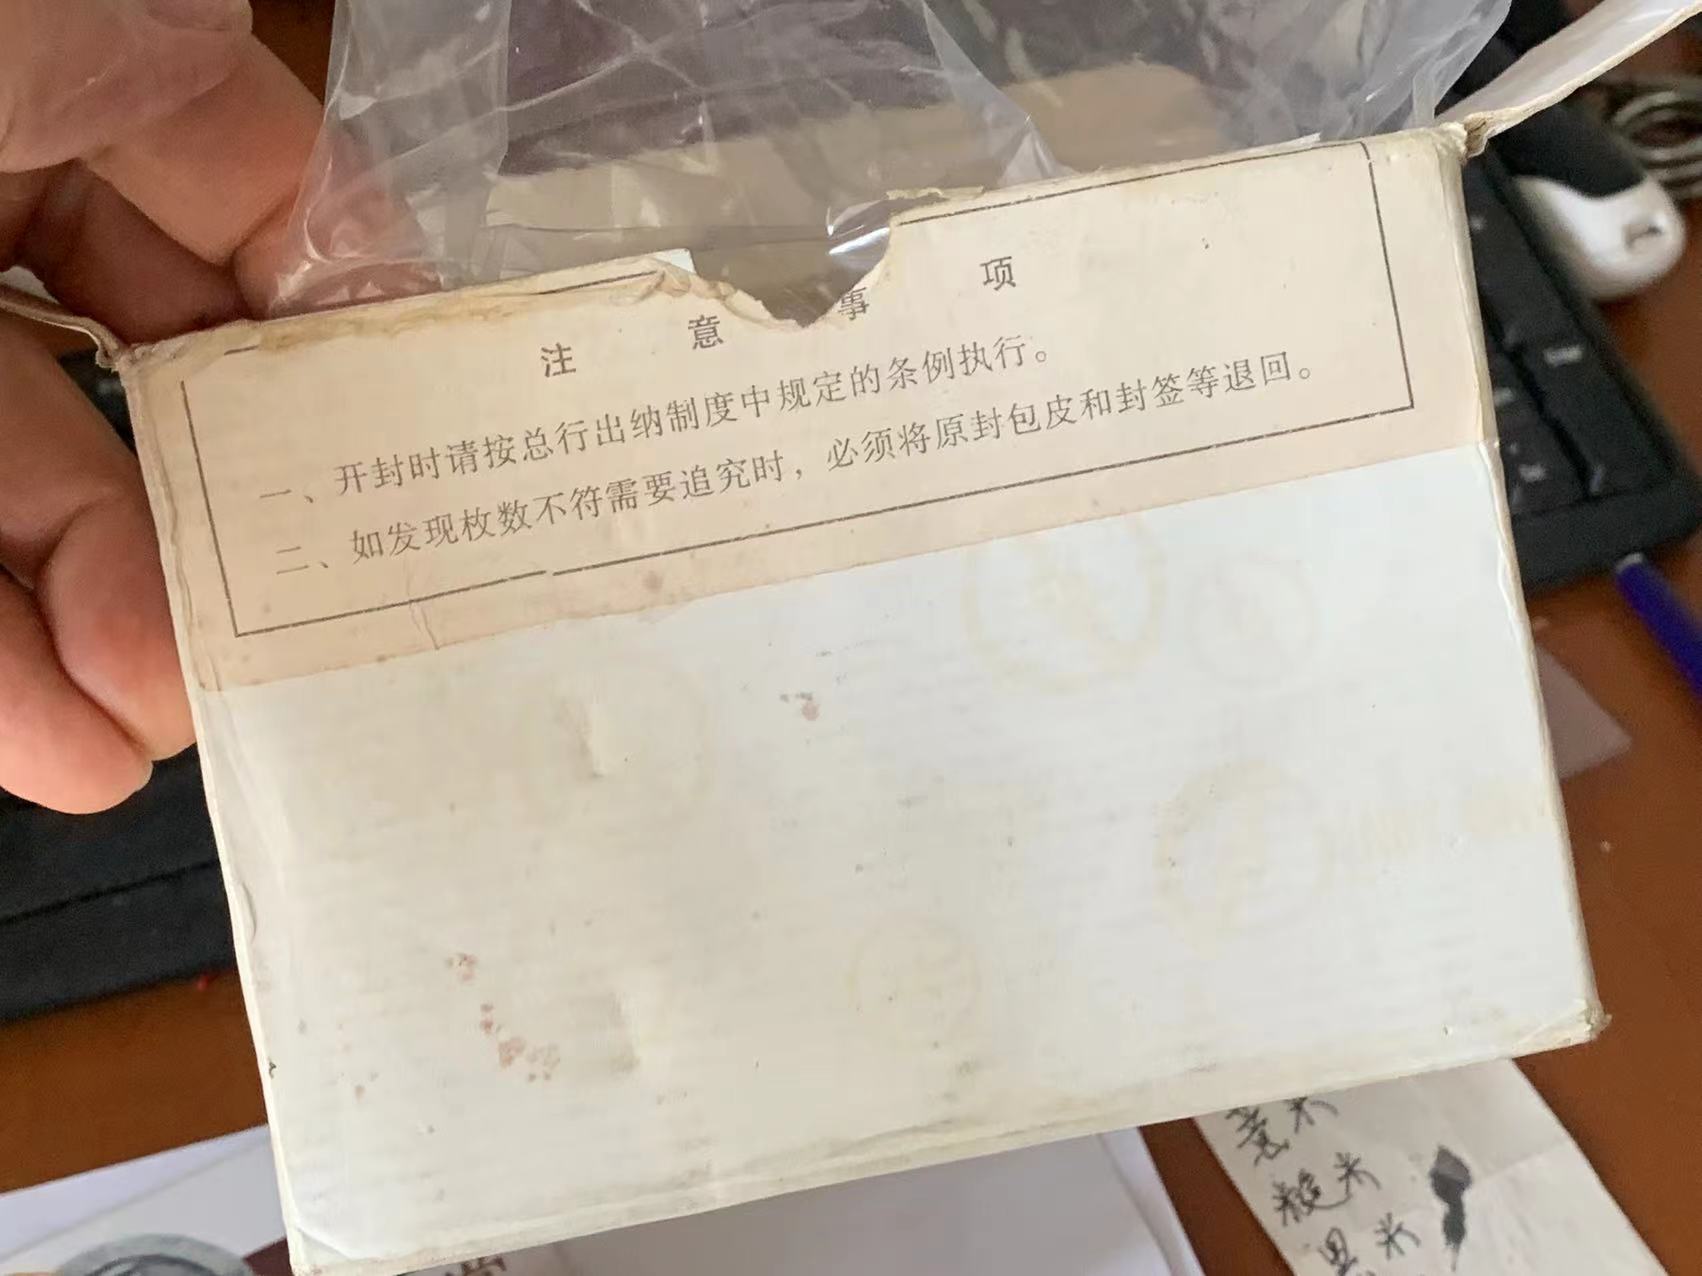 注意事项
一、开封时请按总行出纳制度中规定的条例执行。
二、如发现枚数不符需要追究时，必须将原封包皮和封签等退回。
薏米
糙米
黑米